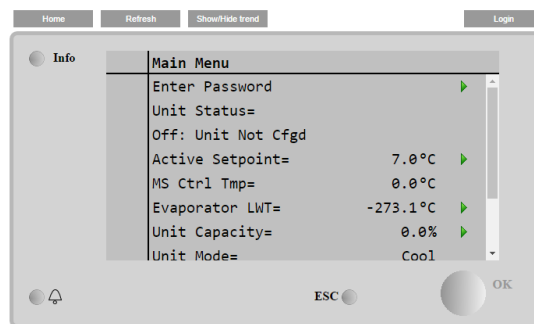 Home Refresh Show/Hide trend Login
Info
Main Menu
Enter Password
Unit Status=
Off: Unit Not Cfgd
Active Setpoint= 7.0°C
MS Ctrl Tmp= 0.0°C
Evaporator LWT= -273.1°C
Unit Capacity= 0.0%
Unit Mode= Cool
ESC OK